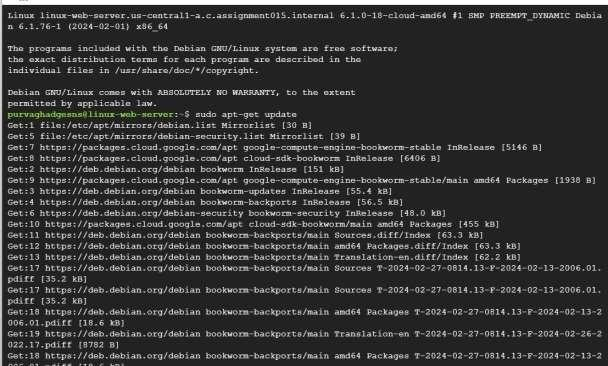 Linux linux-web-server.us-central1-a.c.assignment015.internal 6.1.0-18-cloud-amd64 #1 SMP PREEMPT_DYNAMIC Debia
n 6.1.76-1 (2024-02-01) x86_64
The programs included with the Debian GNU/Linux system are free software;
the exact distribution terms for each program are described in the
individual files in /usr/share/doc/*/copyright.
Debian GNU/Linux comes with ABSOLUTELY NO WARRANTY, to the extent
permitted by applicable law.
purvaghadgesns@linux-web-server:~$ sudo apt-get update
Get:1 file:/etc/apt/mirrors/debian.list Mirrorlist [30 B]
Get:5 file:/etc/apt/mirrors/debian-security.list Mirrorlist [39 B]
Get:7 https://packages.cloud.google.com/apt google-compute-engine-bookworm-stable InRelease [5146 B]
Get:8 https://packages.cloud.google.com/apt cloud-sdk-bookworm InRelease [6406 B]
Get:2 https://deb.debian.org/debian bookworm InRelease [151 kB]
Get:9 https://packages.cloud.google.com/apt google-compute-engine-bookworm-stable/main amd64 Packages [1938 B]
Get:3 https://deb.debian.org/debian bookworm-updates InRelease [55.4 kB]
Get:4 https://deb.debian.org/debian bookworm-backports InRelease [56.5 kB]
Get:6 https://deb.debian.org/debian-security bookworm-security InRelease [48.0 kB]
Get:10 https://packages.cloud.google.com/apt cloud-sdk-bookworm/main amd64 Packages [455 kB]
Get:11 https://deb.debian.org/debian bookworm-backports/main Sources.diff/Index [63.3 kB]
Get:12 https://deb.debian.org/debian bookworm-backports/main amd64 Packages.diff/Index [63.3 kB]
Get:13 https://deb.debian.org/debian bookworm-backports/main Translation-en.diff/Index [62.2 kB]
Get:17 https://deb.debian.org/debian bookworm-backports/main Sources T-2024-02-27-0814.13-F-2024-02-13-2006.01.
pdiff [35.2 kB]
Get:17 https://deb.debian.org/debian bookworm-backports/main Sources T-2024-02-27-0814.13-F-2024-02-13-2006.01.
pdiff [35.2 kB]
Get:18 https://deb.debian.org/debian bookworm-backports/main amd64 Packages T-2024-02-27-0814.13-F-2024-02-13-2
006.01.pdiff [18.6 kB]
Get:19 https://deb.debian.org/debian bookworm-backports/main Translation-en T-2024-02-27-0814.13-F-2024-02-26-2
022.17.pdiff [8782 B]
Get:18 https://deb.debian.org/debian bookworm-backports/main amd64 Packages T-2024-02-27-0814.13-F-2024-02-13-2
006.01.pdiff [18.6 kB]